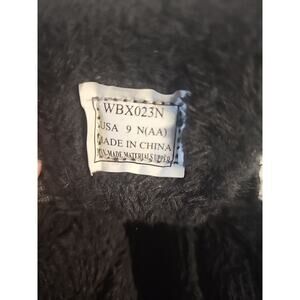 WBX023N
USA 9 N(AA)
MADE IN CHINA
MAN-MADE MATERIALS UPPER